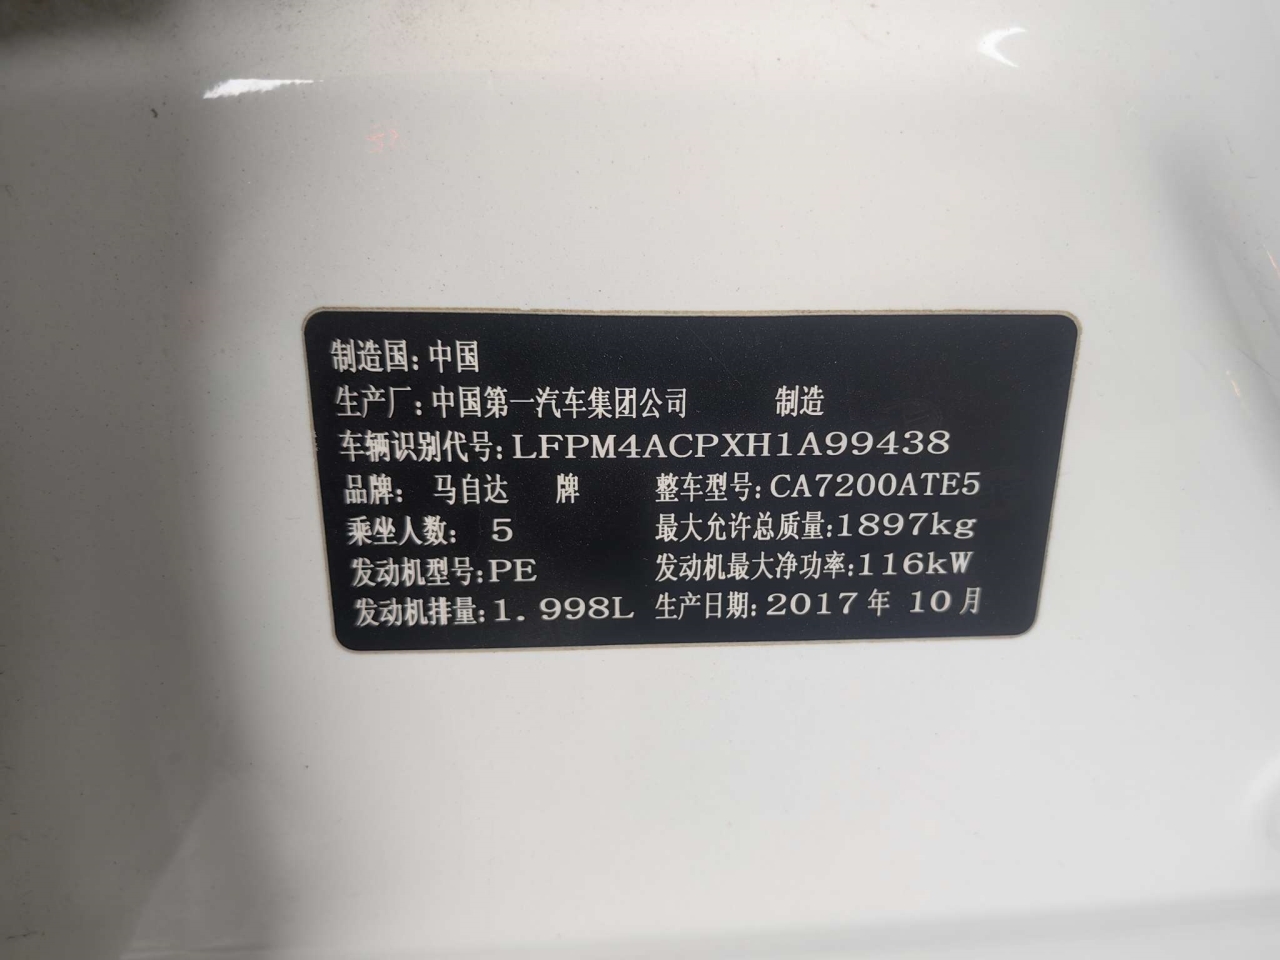 制造国:中国
生产厂:中国第一汽车集团公司 制造
车辆识别代号:LFPM4ACPXH1A99438
品牌: 马自达 牌 整车型号:CA7200ATE5
乘坐人数: 5 最大允许总质量:1897kg
发动机型号:PE 发动机最大净功率:116kW
发动机排量:1.998L 生产日期:2017年 10月